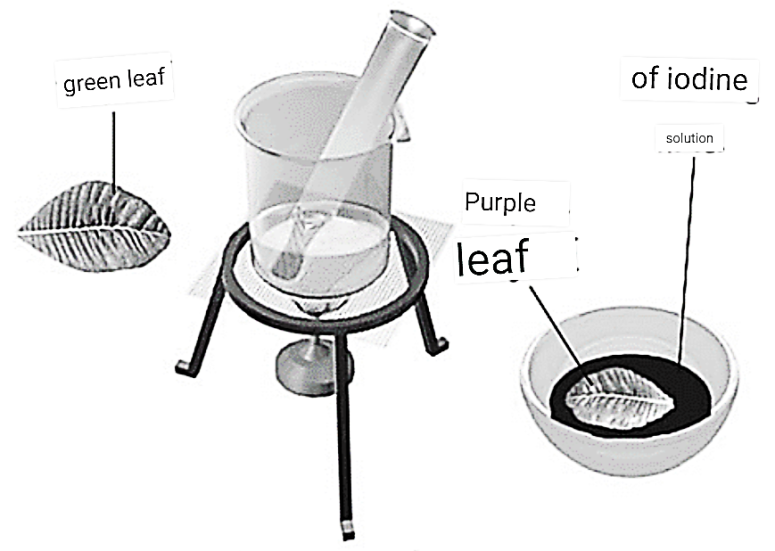 green leaf
of iodine
solution
Purple
leaf